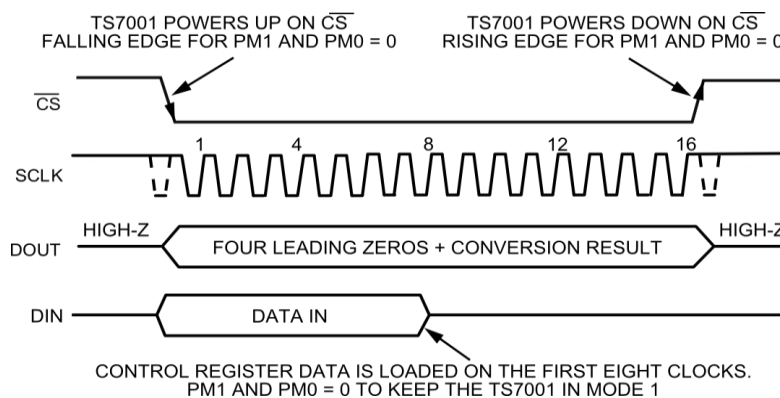 TS7001 POWERS UP ON CS
FALLING EDGE FOR PM1 AND PM0 = 0
TS7001 POWERS DOWN ON CS
RISING EDGE FOR PM1 AND PM0 = 0
CS
1 4 8 12 16
SCLK
HIGH-Z
HIGH-Z
DOUT
FOUR LEADING ZEROS + CONVERSION RESULT
DIN
DATA IN
CONTROL REGISTER DATA IS LOADED ON THE FIRST EIGHT CLOCKS.
PM1 AND PM0 = 0 TO KEEP THE TS7001 IN MODE 1